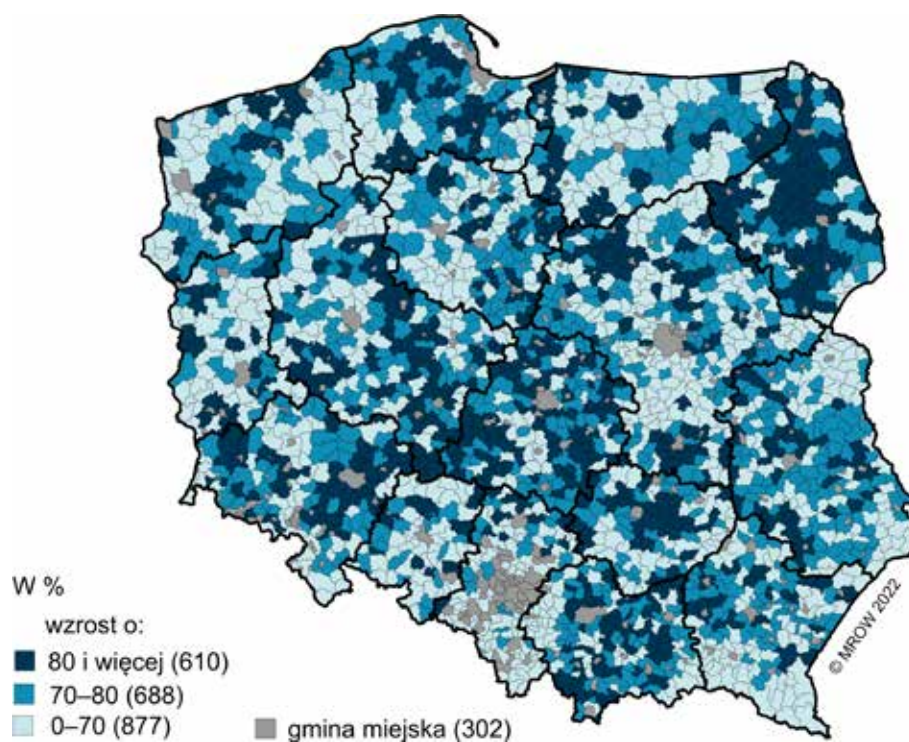 W %
wzrost o:
80 i więcej (610)
70–80 (688)
0–70 (877)
gmina miejska (302)
© MROW 2022